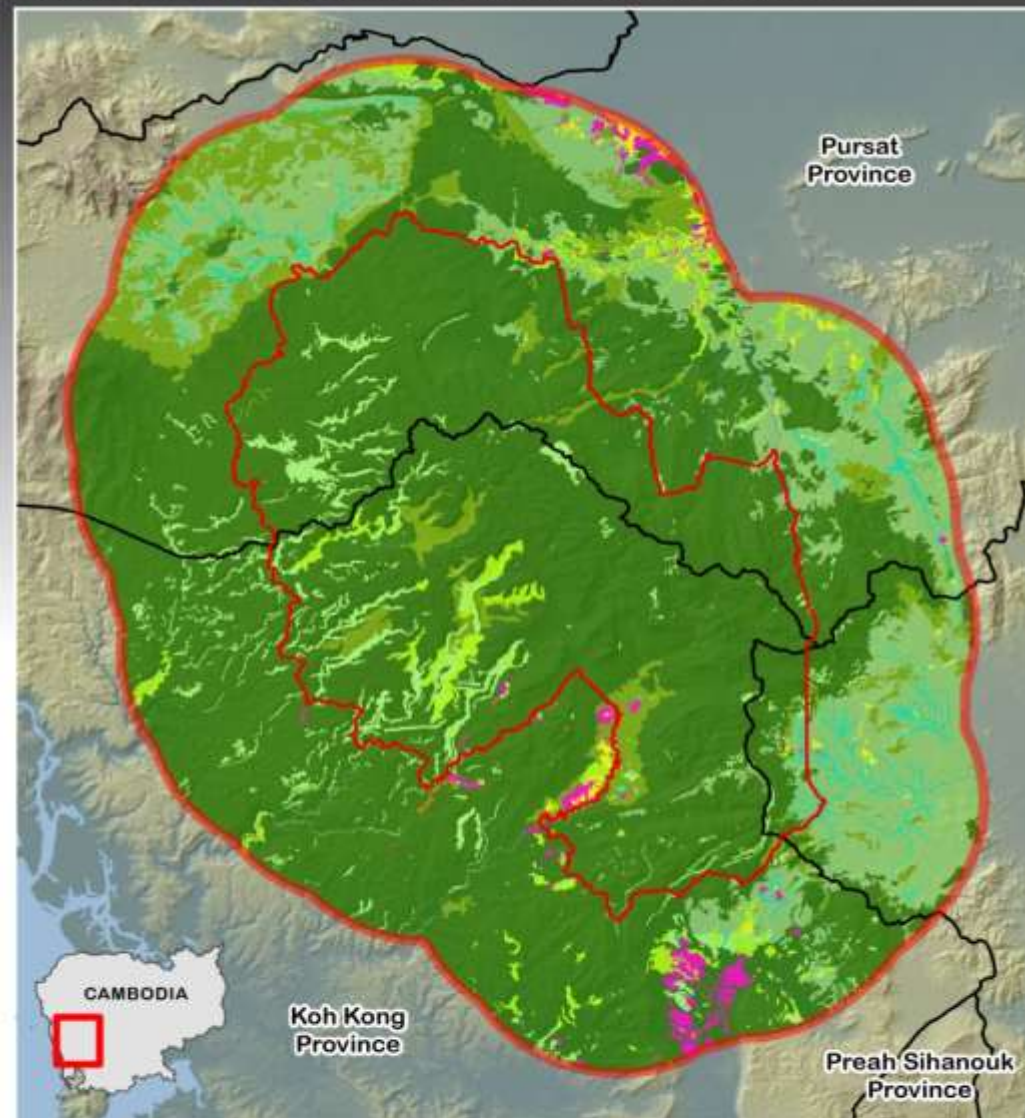 Pursat
Province
CAMBODIA
Koh Kong
Province
Preah Sihanouk
Province